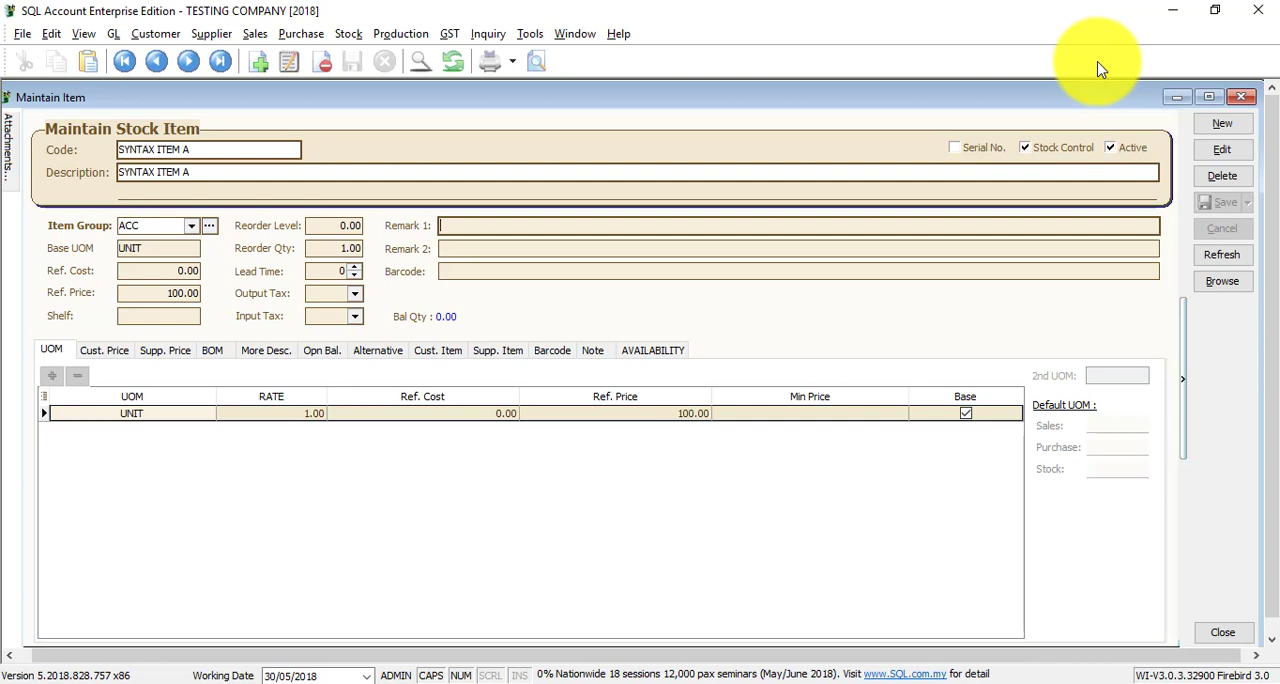 SQL Account Enterprise Edition - TESTING COMPANY [2018]
File Edit View GL Customer Supplier Sales Purchase Stock Production GST Inquiry Tools Window Help
Maintain Item
Attachments...
Maintain Stock Item
Code: SYNTAX ITEM A
Serial No. Stock Control Active
Description: SYNTAX ITEM A
Item Group: ACC Reorder Level: 0.00 Remark 1:
Base UOM UNIT Reorder Qty: 1.00 Remark 2:
Ref. Cost: 0.00 Lead Time: 0 Barcode:
Ref. Price: 100.00 Output Tax:
Shelf: Input Tax: Bal Qty : 0.00
New
Edit
Delete
Save
Cancel
Refresh
Browse
UOM Cust. Price Supp. Price BOM More Desc. Opn Bal. Alternative Cust. Item Supp. Item Barcode Note AVAILABILITY
UOM RATE Ref. Cost Ref. Price Min Price Base
UNIT 1.00 0.00 100.00
2nd UOM:
Default UOM :
Sales:
Purchase:
Stock:
Close
Version 5.2018.828.757 x86 Working Date 30/05/2018 ADMIN CAPS NUM SCRL INS 0% Nationwide 18 sessions 12,000 pax seminars (May/June 2018). Visit www.SQL.com.my for detail WI-V3.0.3.32900 Firebird 3.0